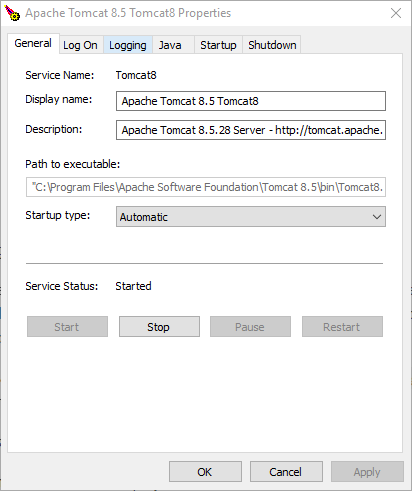 Apache Tomcat 8.5 Tomcat8 Properties
General Log On Logging Java Startup Shutdown
Service Name: Tomcat8
Display name: Apache Tomcat 8.5 Tomcat8
Description: Apache Tomcat 8.5.28 Server - http://tomcat.apache.
Path to executable:
"C:\Program Files\Apache Software Foundation\Tomcat 8.5\bin\Tomcat8.
Startup type: Automatic
Service Status: Started
Start Stop Pause Restart
OK Cancel Apply